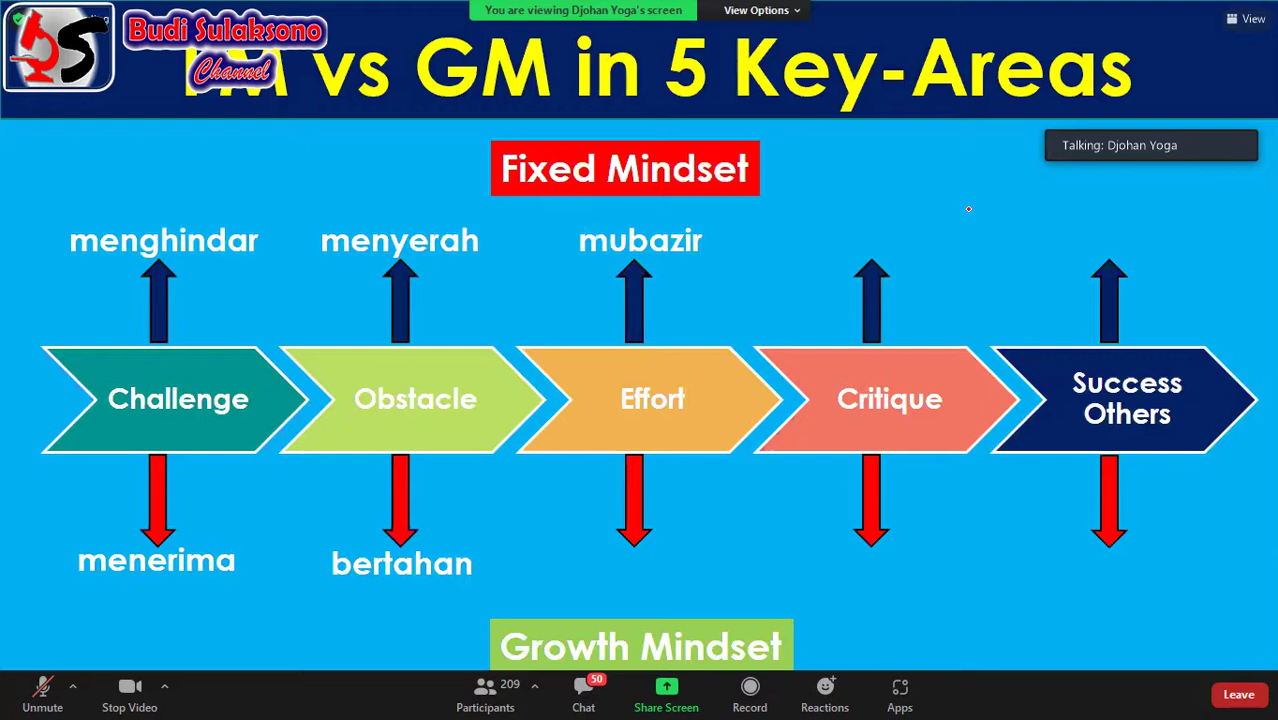 You are viewing Djohan Yoga's screen
View Options
View
Budi Sulaksono
Channel
vs GM in 5 Key-Areas
Talking: Djohan Yoga
Fixed Mindset
menghindar
menyerah
mubazir
Challenge
Obstacle
Effort
Critique
Success
Others
menerima
bertahan
Growth Mindset
Unmute
Stop Video
209
Participants
50
Chat
Share Screen
Record
Reactions
Apps
Leave